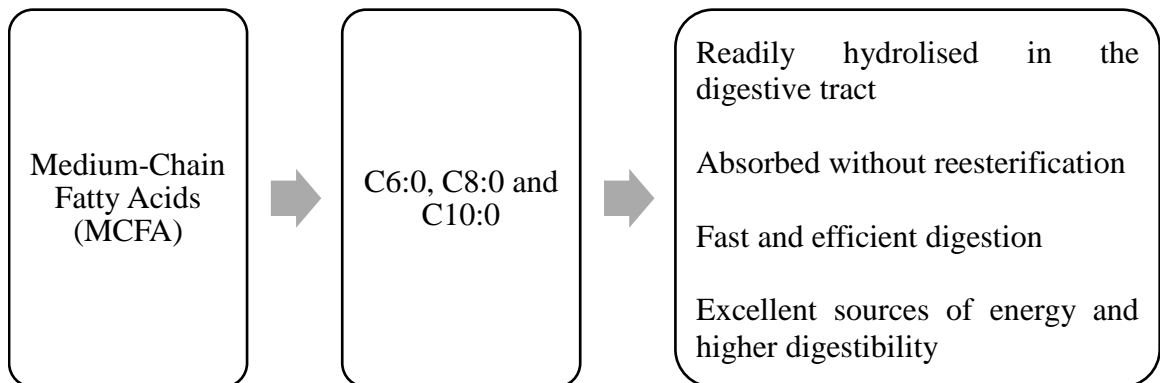 Medium-Chain
Fatty Acids
(MCFA)
C6:0, C8:0 and
C10:0
Readily hydrolised in the
digestive tract
Absorbed without reesterification
Fast and efficient digestion
Excellent sources of energy and
higher digestibility